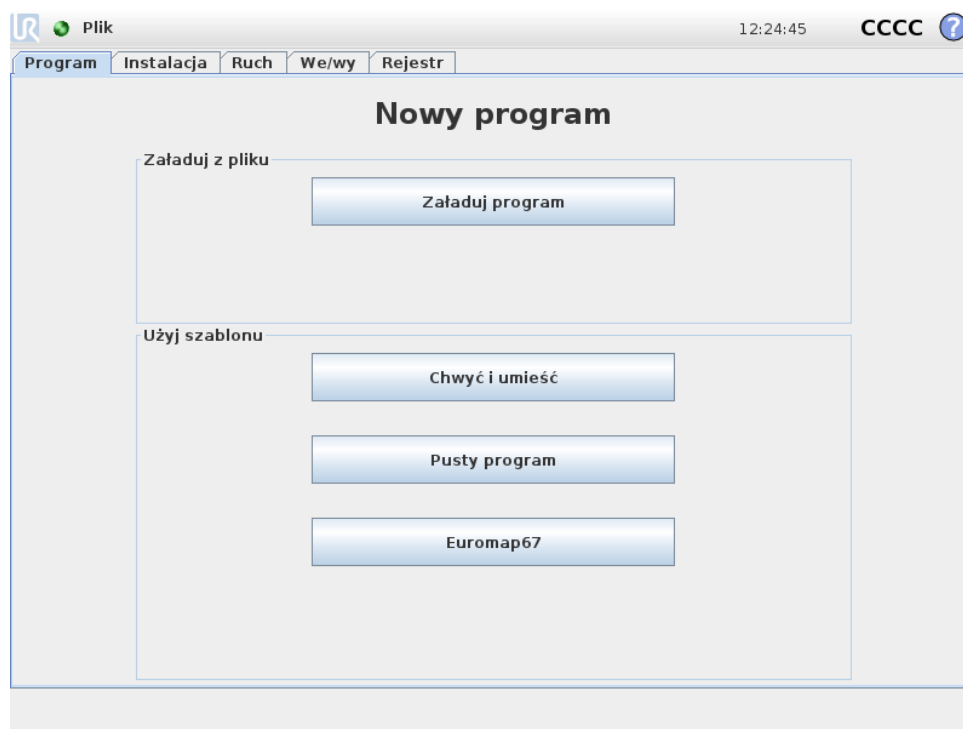 UR Plik 12:24:45 CCCC ?
Program Instalacja Ruch We/wy Rejestr
Nowy program
Załaduj z pliku
Załaduj program
Użyj szablonu
Chwyć i umieść
Pusty program
Euromap67